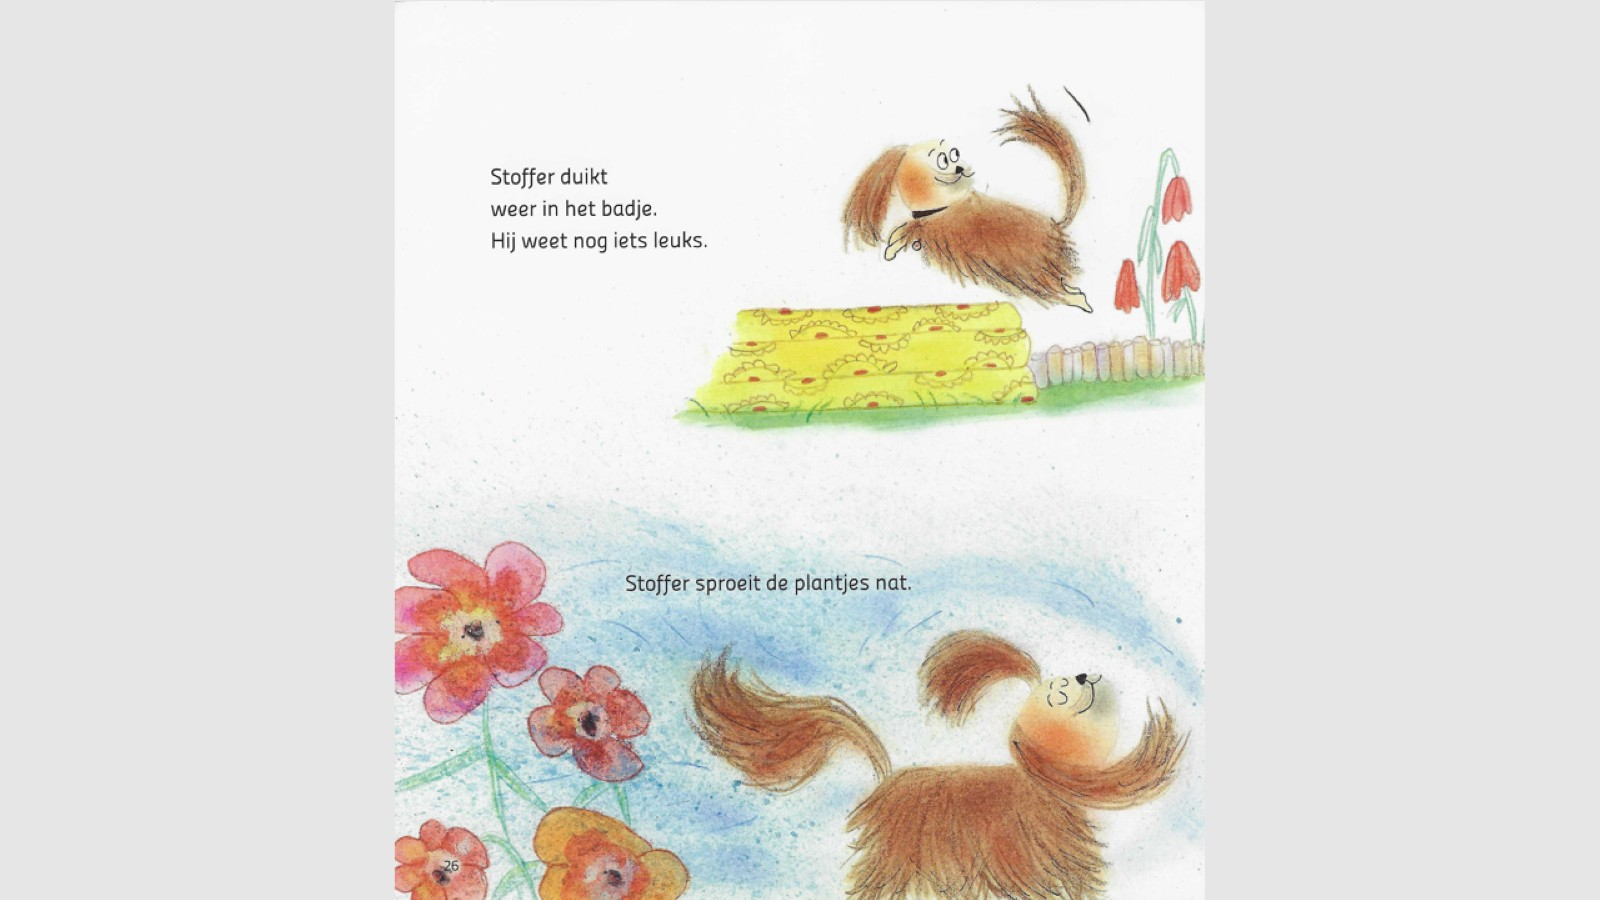 Stoffer duikt
weer in het badje.
Hij weet nog iets leuks.
Stoffer sproeit de plantjes nat.
26